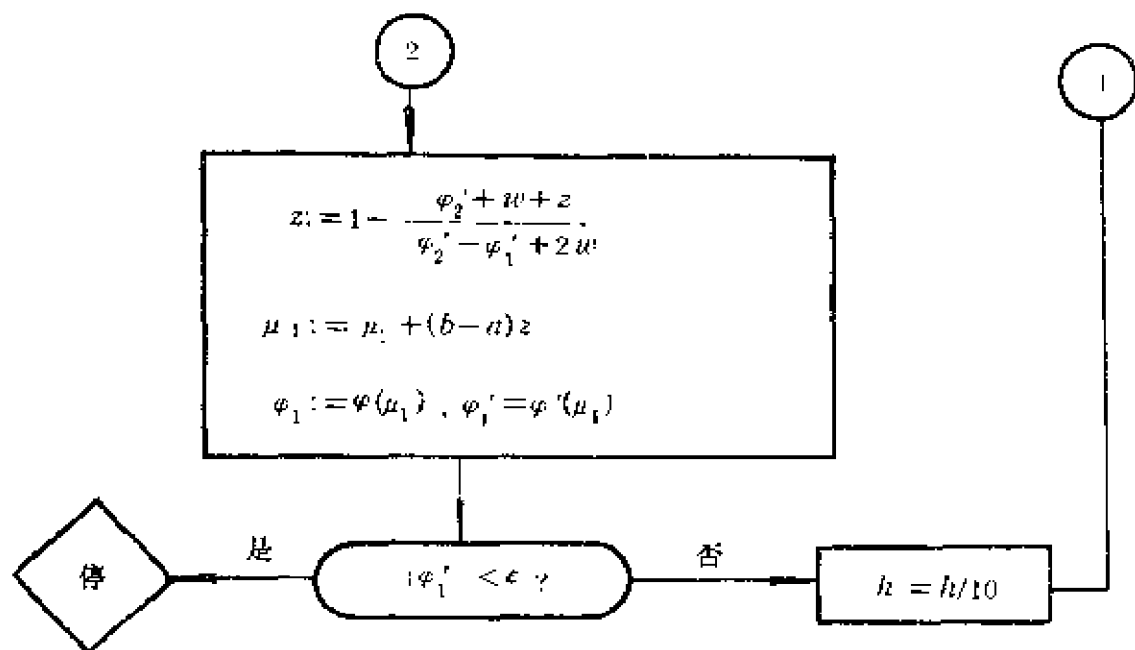 2
1
z:=1- (φ₂'+w+z)/(φ₂'-φ₁'+2w)
μ₁:=μ₁+(b-a)z
φ₁:=φ(μ₁), φ₁'=φ'(μ₁)
停
是
|φ₁' <ε ?
否
h=h/10